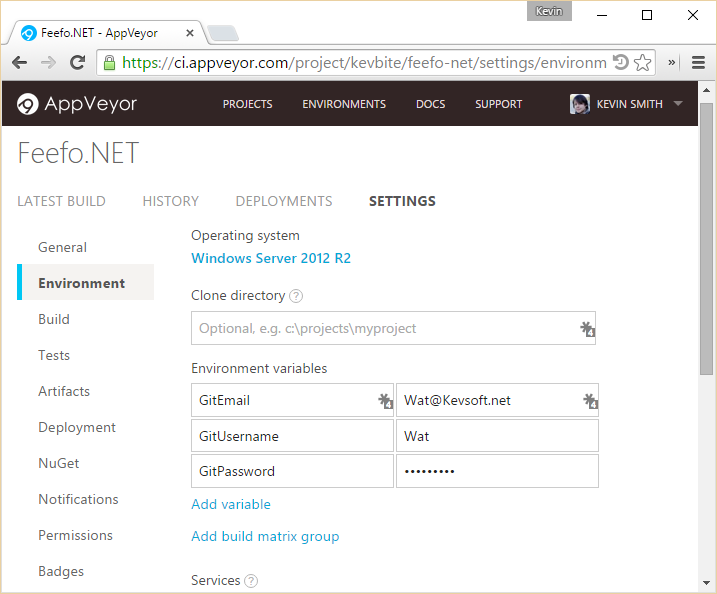 Kevin
Feefo.NET - AppVeyor
https://ci.appveyor.com/project/kevbite/feefo-net/settings/environm
AppVeyor PROJECTS ENVIRONMENTS DOCS SUPPORT KEVIN SMITH
Feefo.NET
LATEST BUILD HISTORY DEPLOYMENTS SETTINGS
General
Environment
Build
Tests
Artifacts
Deployment
NuGet
Notifications
Permissions
Badges
Operating system
Windows Server 2012 R2
Clone directory ?
Optional, e.g. c:\projects\myproject 4
Environment variables
GitEmail 4 Wat@Kevsoft.net 4
GitUsername Wat
GitPassword •••••••••
Add variable
Add build matrix group
Services ?